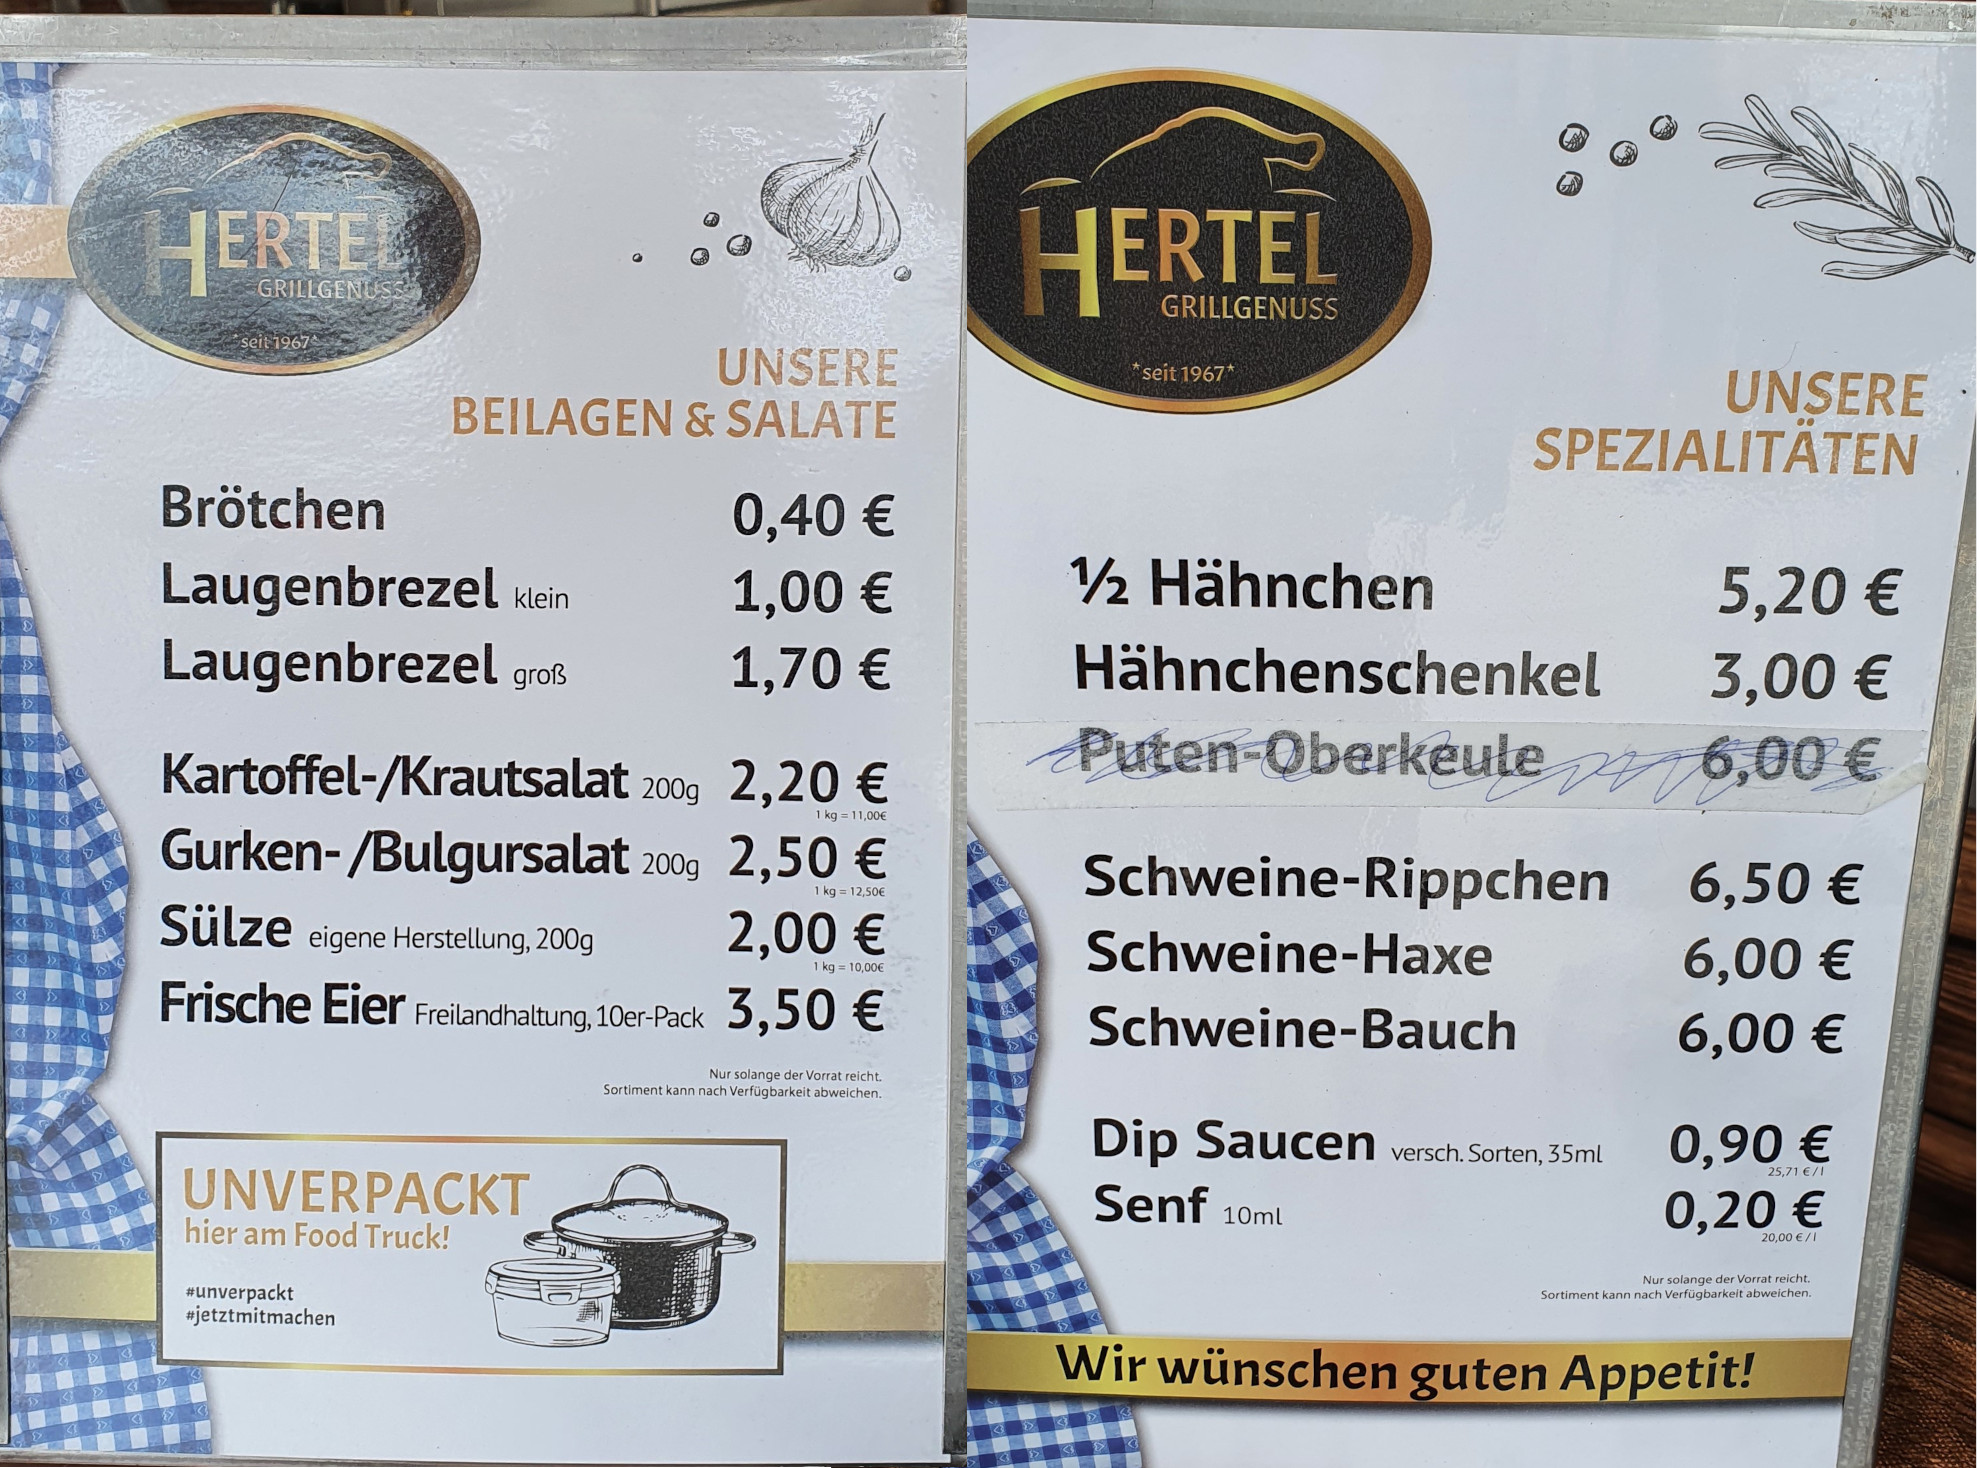 HERTEL
GRILLGENUSS
*seit 1967*
UNSERE
BEILAGEN & SALATE
Brötchen 0,40 €
Laugenbrezel klein 1,00 €
Laugenbrezel groß 1,70 €
Kartoffel-/Krautsalat 200g 2,20 €
1 kg = 11,00€
Gurken- /Bulgursalat 200g 2,50 €
1 kg = 12,50€
Sülze eigene Herstellung, 200g 2,00 €
1 kg = 10,00€
Frische Eier Freilandhaltung, 10er-Pack 3,50 €
Nur solange der Vorrat reicht.
Sortiment kann nach Verfügbarkeit abweichen.
UNVERPACKT
hier am Food Truck!
#unverpackt
#jetztmitmachen
HERTEL
GRILLGENUSS
*seit 1967*
UNSERE
SPEZIALITÄTEN
½ Hähnchen 5,20 €
Hähnchenschenkel 3,00 €
Puten-Oberkeule 6,00 €
Schweine-Rippchen 6,50 €
Schweine-Haxe 6,00 €
Schweine-Bauch 6,00 €
Dip Saucen versch. Sorten, 35ml 0,90 €
25,71 € / l
Senf 10ml 0,20 €
20,00 € / l
Nur solange der Vorrat reicht.
Sortiment kann nach Verfügbarkeit abweichen.
Wir wünschen guten Appetit!